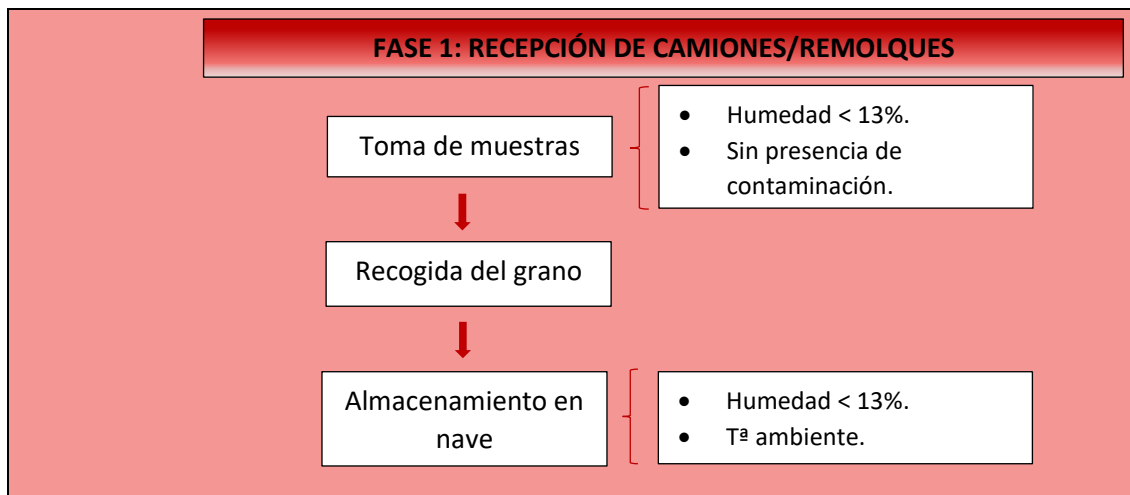 FASE 1: RECEPCIÓN DE CAMIONES/REMOLQUES
Toma de muestras
• Humedad < 13%.
• Sin presencia de
contaminación.
Recogida del grano
Almacenamiento en
nave
• Humedad < 13%.
• Tª ambiente.